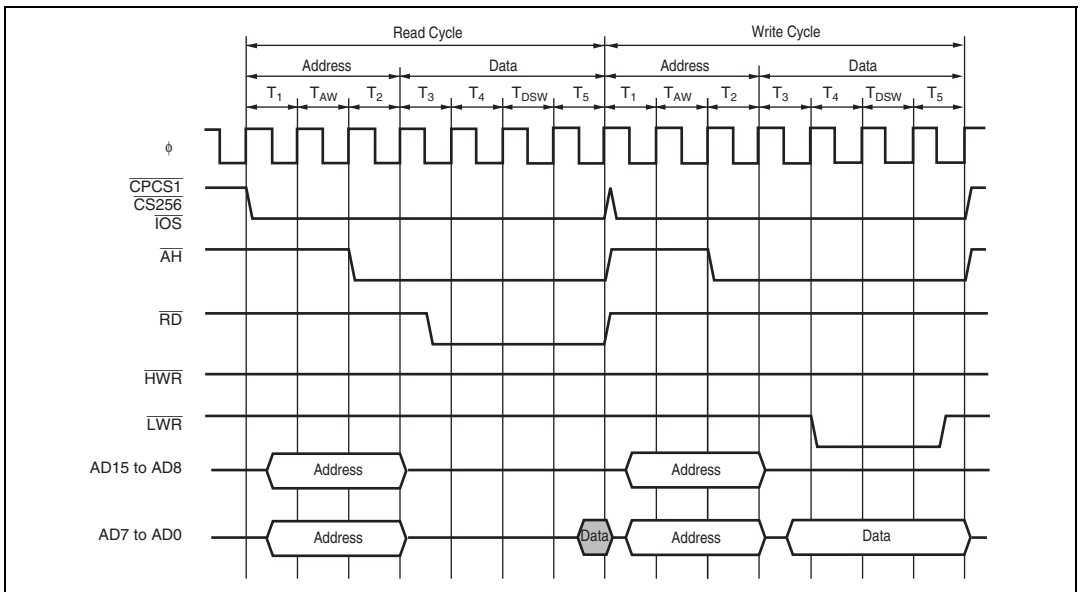 Read Cycle Write Cycle
Address Data Address Data
T1 TAW T2 T3 T4 TDSW T5 T1 TAW T2 T3 T4 TDSW T5
φ
CPCS1
CS256
IOS
AH
RD
HWR
LWR
AD15 to AD8 Address Address
AD7 to AD0 Address Data Address Data